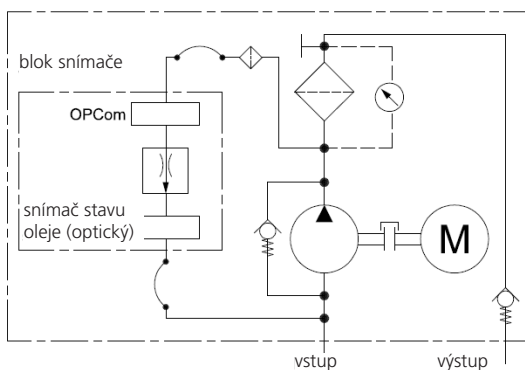 blok snímače
OPCom
snímač stavu
oleje (optický)
M
vstup
výstup